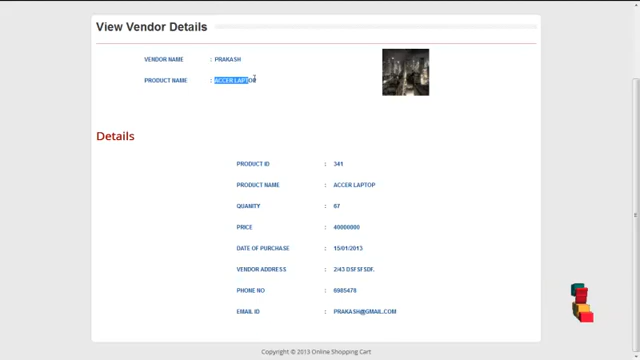 View Vendor Details
VENDOR NAME : PRAKASH
PRODUCT NAME : ACCER LAPTOP
Details
PRODUCT ID : 341
PRODUCT NAME : ACCER LAPTOP
QUANITY : 67
PRICE : 40000000
DATE OF PURCHASE : 15/01/2013
VENDOR ADDRESS : 2/43 DSFSFSDF,
PHONE NO : 6985478
EMAIL ID : PRAKASH@GMAIL.COM
Copyright © 2013 Online Shopping Cart